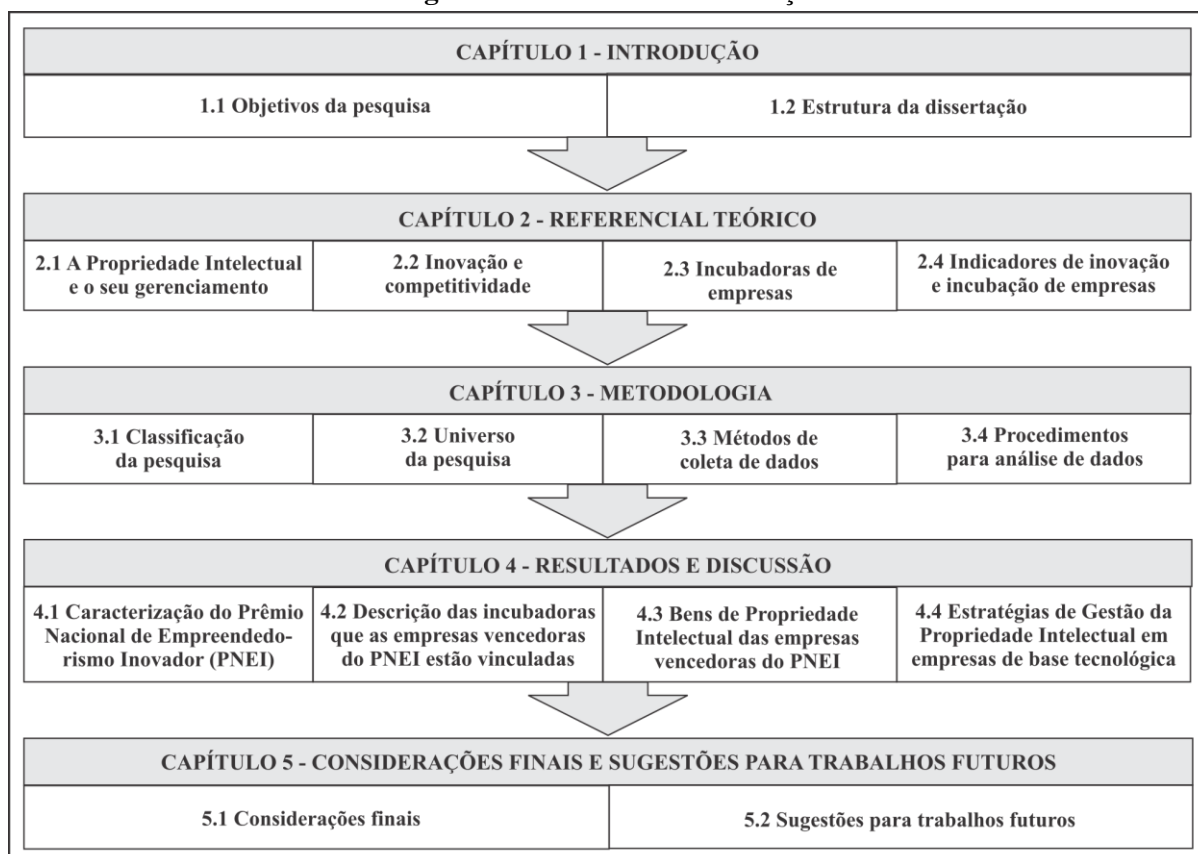 CAPÍTULO 1 - INTRODUÇÃO
1.1 Objetivos da pesquisa
1.2 Estrutura da dissertação
CAPÍTULO 2 - REFERENCIAL TEÓRICO
2.1 A Propriedade Intelectual
e o seu gerenciamento
2.2 Inovação e
competitividade
2.3 Incubadoras de
empresas
2.4 Indicadores de inovação
e incubação de empresas
CAPÍTULO 3 - METODOLOGIA
3.1 Classificação
da pesquisa
3.2 Universo
da pesquisa
3.3 Métodos de
coleta de dados
3.4 Procedimentos
para análise de dados
CAPÍTULO 4 - RESULTADOS E DISCUSSÃO
4.1 Caracterização do Prêmio
Nacional de Empreendedo-
rismo Inovador (PNEI)
4.2 Descrição das incubadoras
que as empresas vencedoras
do PNEI estão vinculadas
4.3 Bens de Propriedade
Intelectual das empresas
vencedoras do PNEI
4.4 Estratégias de Gestão da
Propriedade Intelectual em
empresas de base tecnológica
CAPÍTULO 5 - CONSIDERAÇÕES FINAIS E SUGESTÕES PARA TRABALHOS FUTUROS
5.1 Considerações finais
5.2 Sugestões para trabalhos futuros